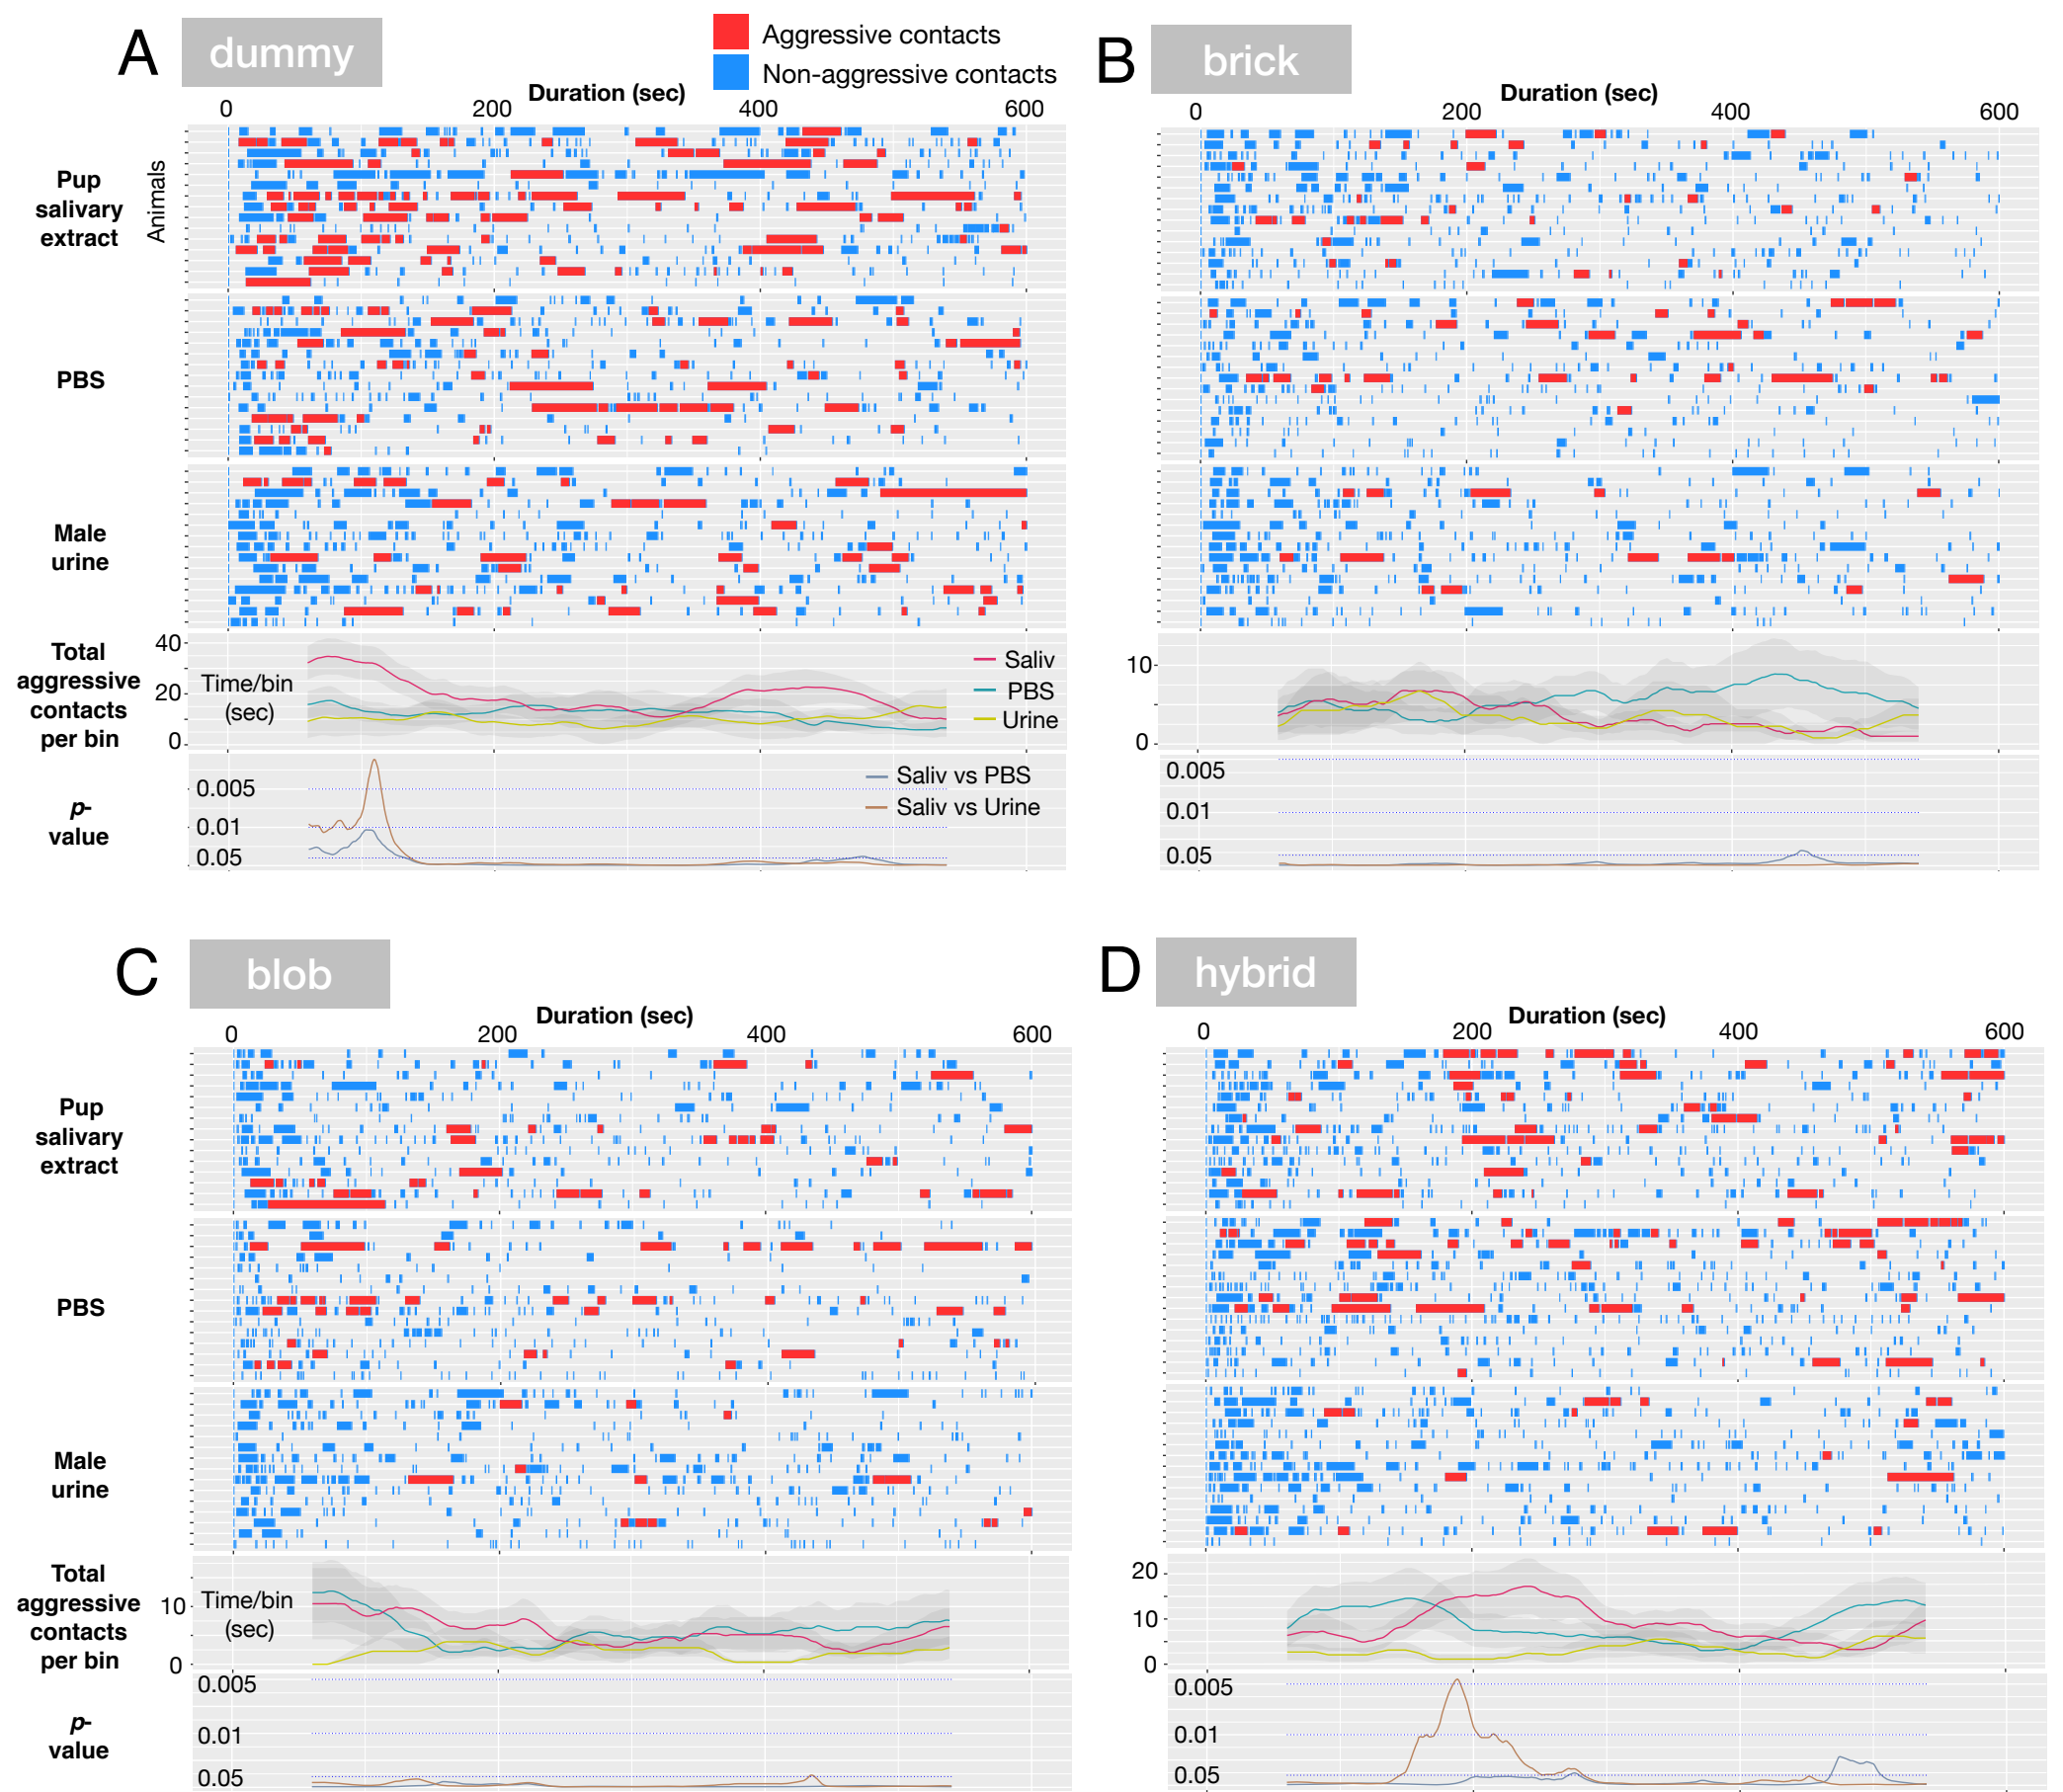 A
dummy
Aggressive contacts
Non-aggressive contacts
Duration (sec)
0
200
400
600
Animals
Pup
salivary
extract
PBS
Male
urine
Total
aggressive
contacts
per bin
40
20
0
Time/bin
(sec)
Saliv
PBS
Urine
p-
value
0.005
0.01
0.05
Saliv vs PBS
Saliv vs Urine
B
brick
Duration (sec)
0
200
400
600
10
0
0.005
0.01
0.05
C
blob
Duration (sec)
0
200
400
600
Pup
salivary
extract
PBS
Male
urine
Total
aggressive
contacts
per bin
10
0
Time/bin
(sec)
p-
value
0.005
0.01
0.05
D
hybrid
Duration (sec)
0
200
400
600
20
10
0
0.005
0.01
0.05